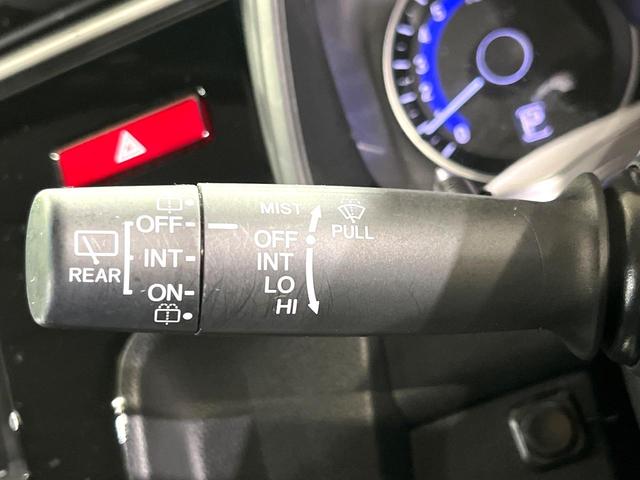 REAR
OFF
INT
ON
MIST
OFF
INT
LO
HI
PULL
P